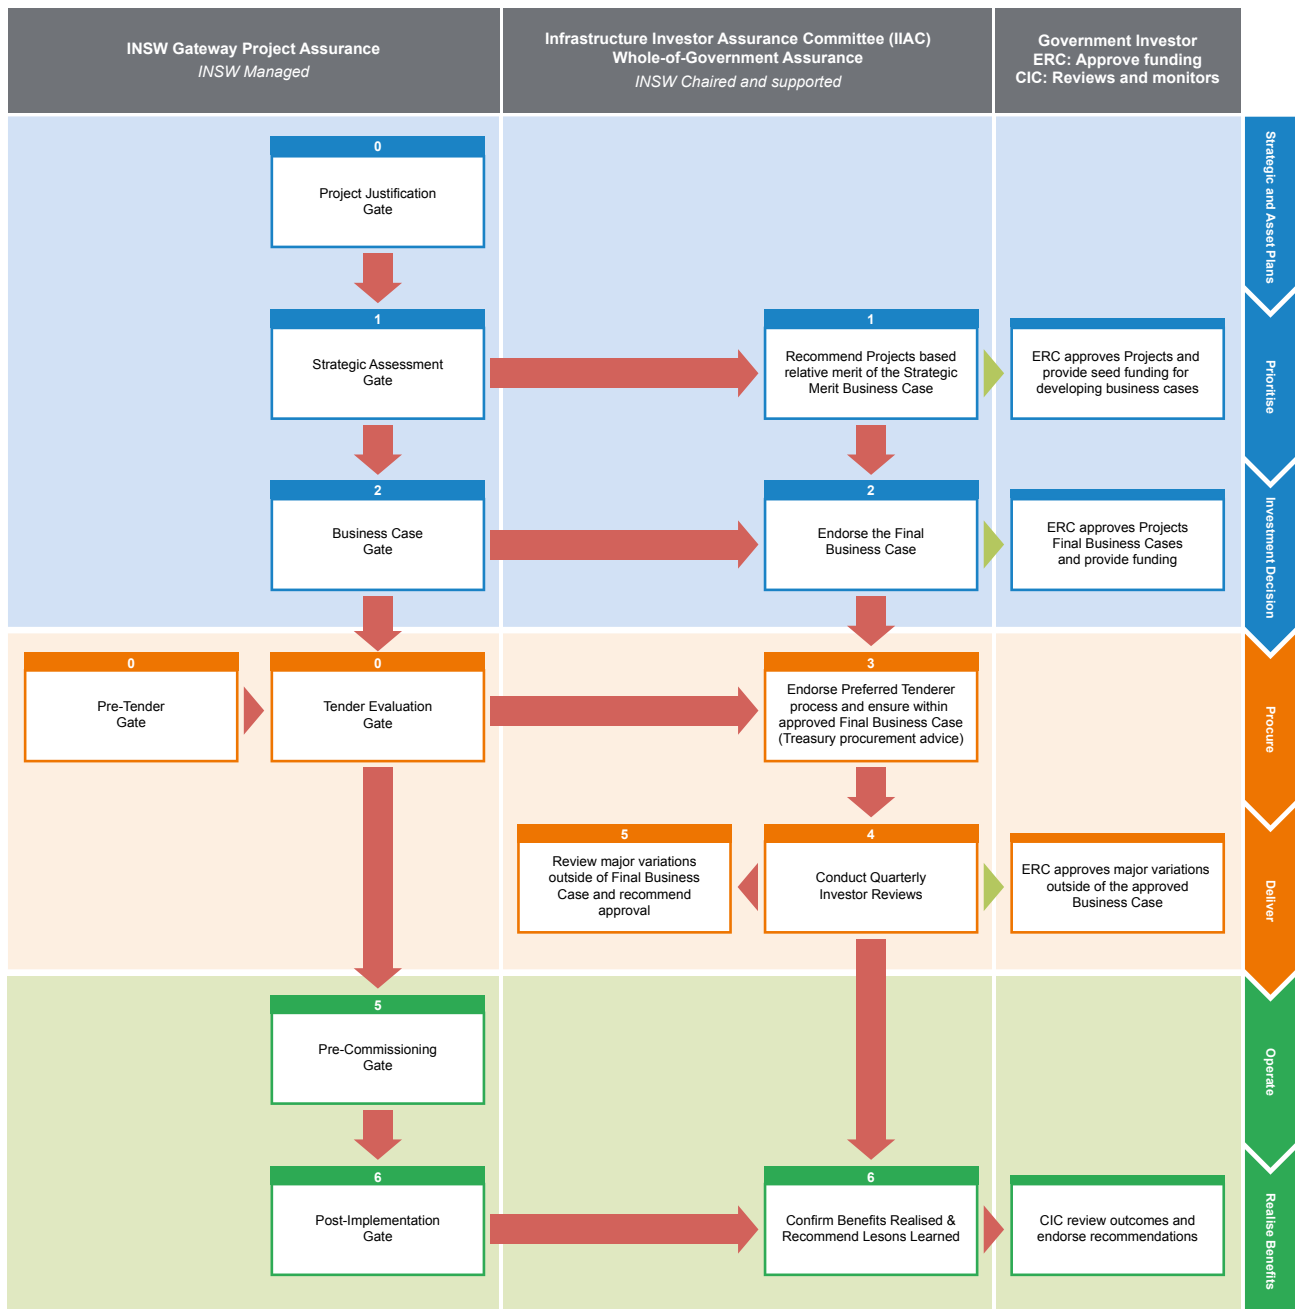 INSW Gateway Project Assurance
INSW Managed
Infrastructure Investor Assurance Committee (IIAC)
Whole-of-Government Assurance
INSW Chaired and supported
Government Investor
ERC: Approve funding
CIC: Reviews and monitors
0
Project Justification
Gate
Strategic and Asset Plans
1
Strategic Assessment
Gate
1
Recommend Projects based
relative merit of the Strategic
Merit Business Case
ERC approves Projects and
provide seed funding for
developing business cases
Prioritise
2
Business Case
Gate
2
Endorse the Final
Business Case
ERC approves Projects
Final Business Cases
and provide funding
Investment Decision
0
Pre-Tender
Gate
0
Tender Evaluation
Gate
3
Endorse Preferred Tenderer
process and ensure within
approved Final Business Case
(Treasury procurement advice)
Procure
5
Review major variations
outside of Final Business
Case and recommend
approval
4
Conduct Quarterly
Investor Reviews
ERC approves major variations
outside of the approved
Business Case
Deliver
5
Pre-Commissioning
Gate
Operate
6
Post-Implementation
Gate
6
Confirm Benefits Realised &
Recommend Lesons Learned
CIC review outcomes and
endorse recommendations
Realise Benefits